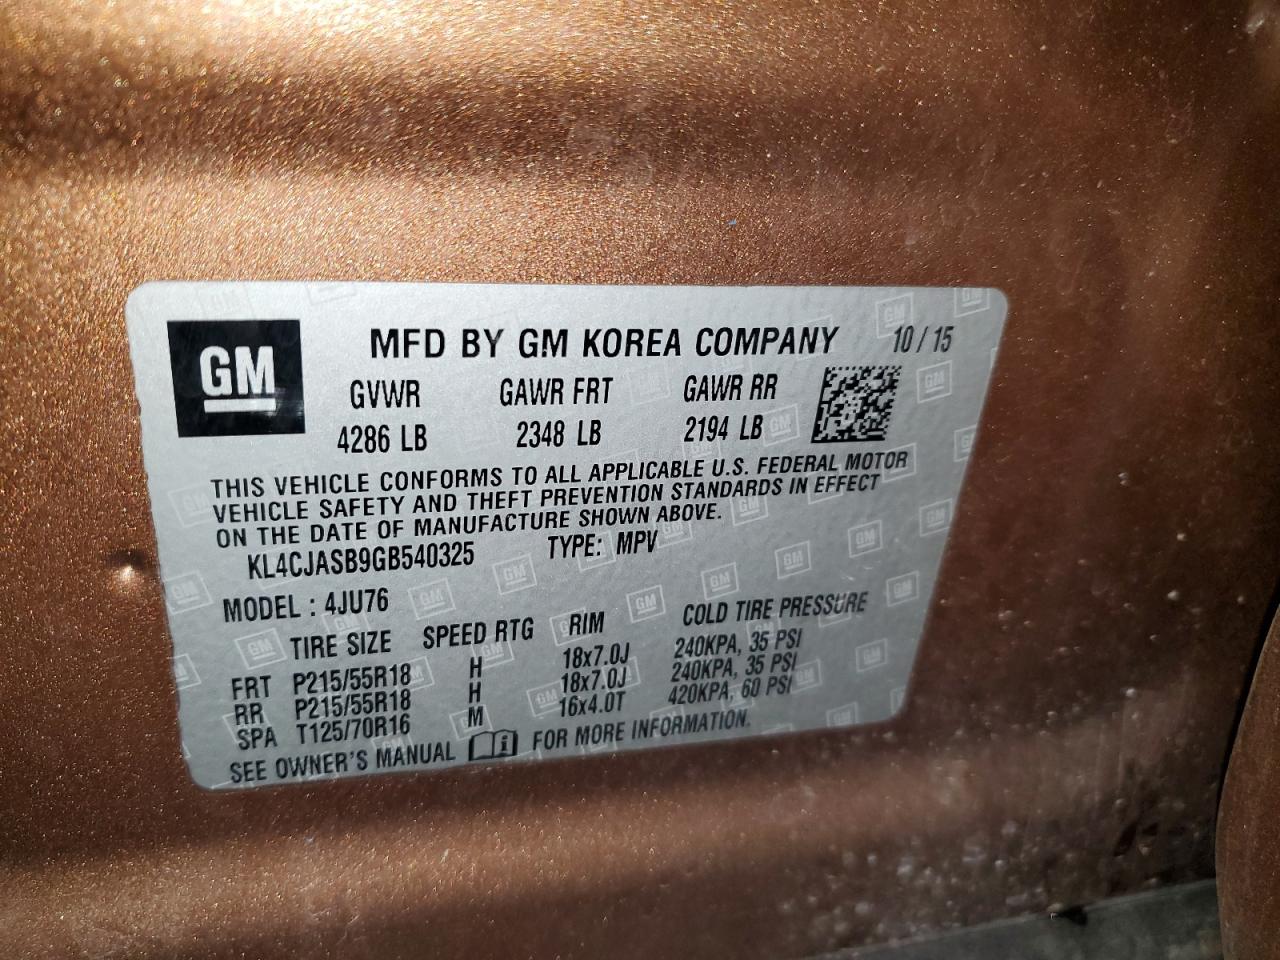 GM
MFD BY GM KOREA COMPANY 10/15
GVWR GAWR FRT GAWR RR
4286 LB 2348 LB 2194 LB
THIS VEHICLE CONFORMS TO ALL APPLICABLE U.S. FEDERAL MOTOR
VEHICLE SAFETY AND THEFT PREVENTION STANDARDS IN EFFECT
ON THE DATE OF MANUFACTURE SHOWN ABOVE.
KL4CJASB9GB540325 TYPE: MPV
MODEL : 4JU76
TIRE SIZE SPEED RTG RIM COLD TIRE PRESSURE
FRT P215/55R18 H 18x7.0J 240KPA, 35 PSI
RR P215/55R18 H 18x7.0J 240KPA, 35 PSI
SPA T125/70R16 M 16x4.0T 420KPA, 60 PSI
SEE OWNER'S MANUAL FOR MORE INFORMATION.